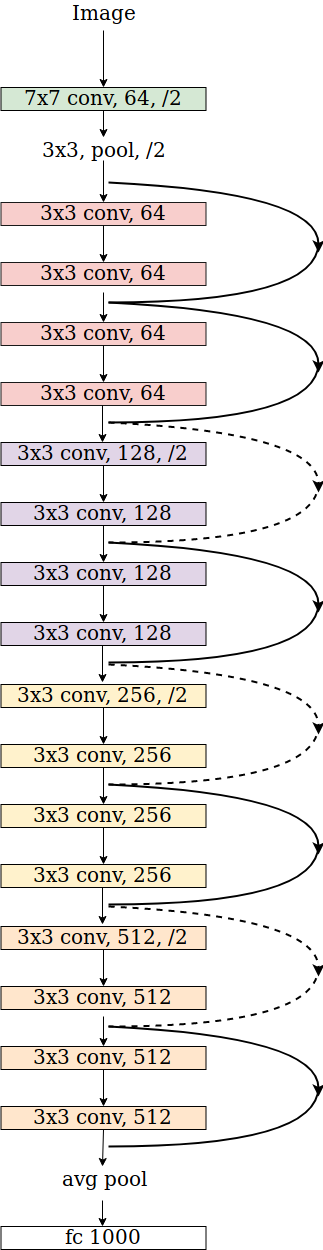 Image
7x7 conv, 64, /2
3x3, pool, /2
3x3 conv, 64
3x3 conv, 64
3x3 conv, 64
3x3 conv, 64
3x3 conv, 128, /2
3x3 conv, 128
3x3 conv, 128
3x3 conv, 128
3x3 conv, 256, /2
3x3 conv, 256
3x3 conv, 256
3x3 conv, 256
3x3 conv, 512, /2
3x3 conv, 512
3x3 conv, 512
3x3 conv, 512
avg pool
fc 1000